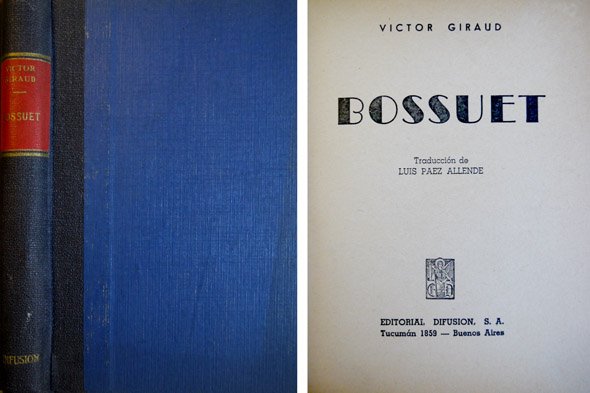 VICTOR
GIRAUD
BOSSUET
DIFUSION
VICTOR GIRAUD
BOSSUET
Traducción de
LUIS PAEZ ALLENDE
EDITORIAL DIFUSION, S. A.
Tucumán 1859 — Buenos Aires